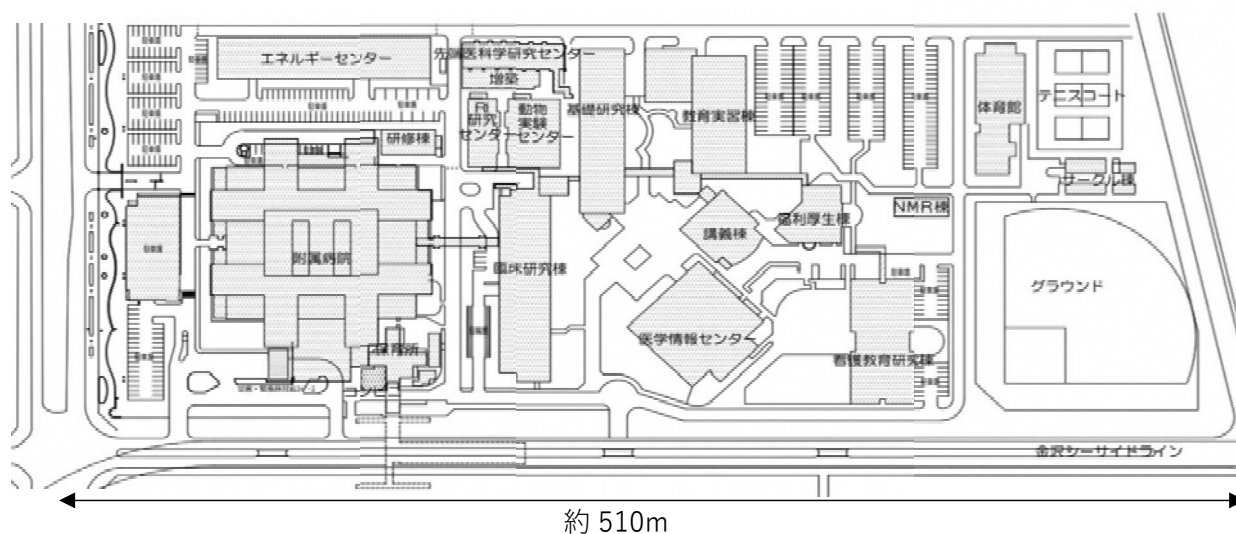 エネルギーセンター
先端医科学研究センター
増築
RI
研究
センター
動物
実験
センター
基礎研究棟
教育実習棟
体育館
テニスコート
研修棟
サークル棟
NMR棟
福利厚生棟
講義棟
附属病院
臨床研究棟
グラウンド
医学情報センター
保育所
看護教育研究棟
コンビニ
金沢シーサイドライン
約 510m